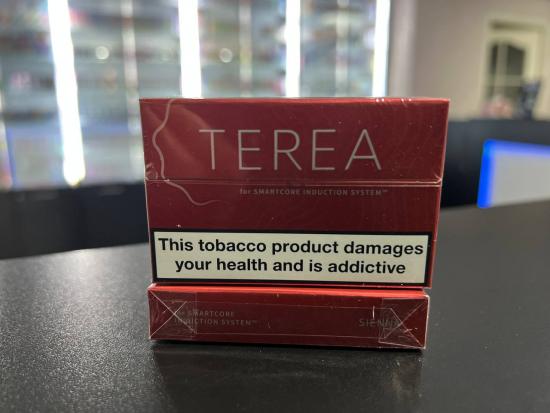 TEREA
for SMARTCORE INDUCTION SYSTEM™
This tobacco product damages
your health and is addictive
for SMARTCORE
INDUCTION SYSTEM™
SIENNA